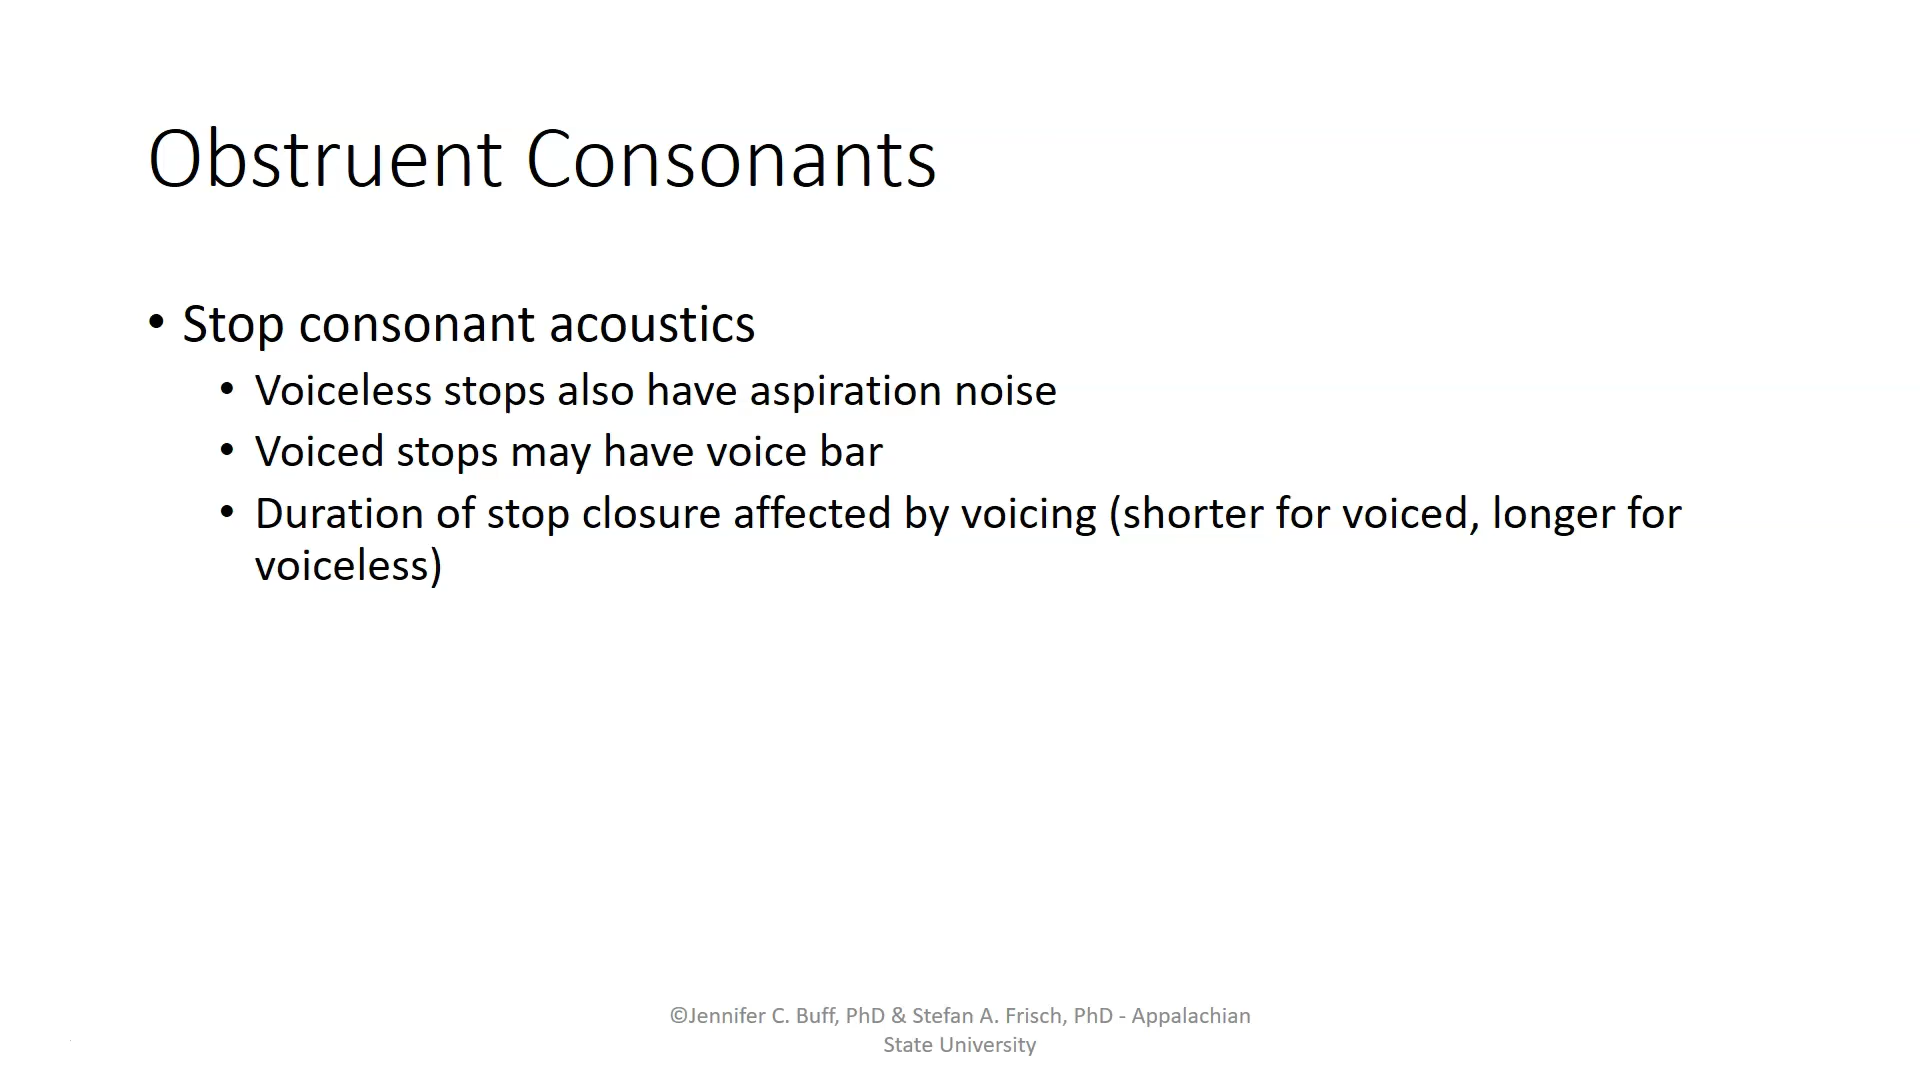 Obstruent Consonants
• Stop consonant acoustics
• Voiceless stops also have aspiration noise
• Voiced stops may have voice bar
• Duration of stop closure affected by voicing (shorter for voiced, longer for
voiceless)
©Jennifer C. Buff, PhD & Stefan A. Frisch, PhD - Appalachian
State University